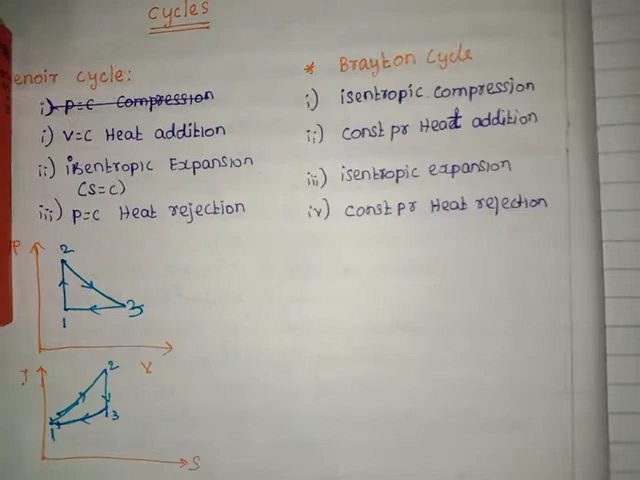 Cycles
enoir cycle:
i) P=C Compression
i) V=C Heat addition
ii) isentropic Expansion
(S=C)
iii) P=C Heat rejection
* Brayton Cycle
i) isentropic compression
ii) const pr Heat addition
iii) isentropic expansion
iv) const pr Heat rejection
P
2
1
3
V
T
2
3
1
S